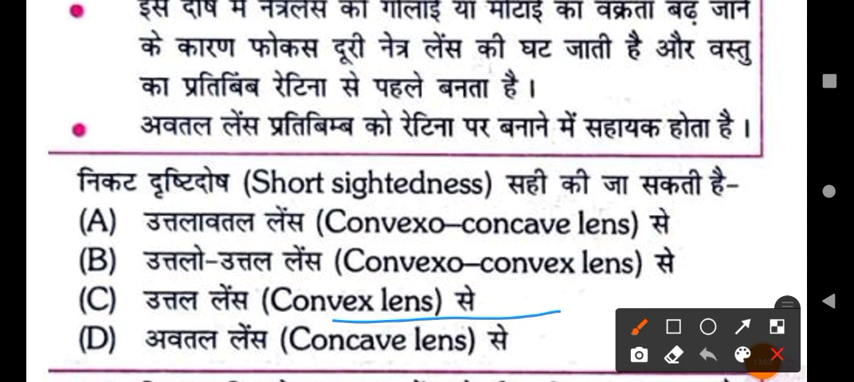 इस दोष में नेत्रलेंस की गोलाई या मोटाई की वक्रता बढ़ जाने
के कारण फोकस दूरी नेत्र लेंस की घट जाती है और वस्तु
का प्रतिबिंब रेटिना से पहले बनता है।
अवतल लेंस प्रतिबिम्ब को रेटिना पर बनाने में सहायक होता है।
निकट दृष्टिदोष (Short sightedness) सही की जा सकती है-
(A) उत्तलावतल लेंस (Convexo–concave lens) से
(B) उत्तलो-उत्तल लेंस (Convexo–convex lens) से
(C) उत्तल लेंस (Convex lens) से
(D) अवतल लेंस (Concave lens) से